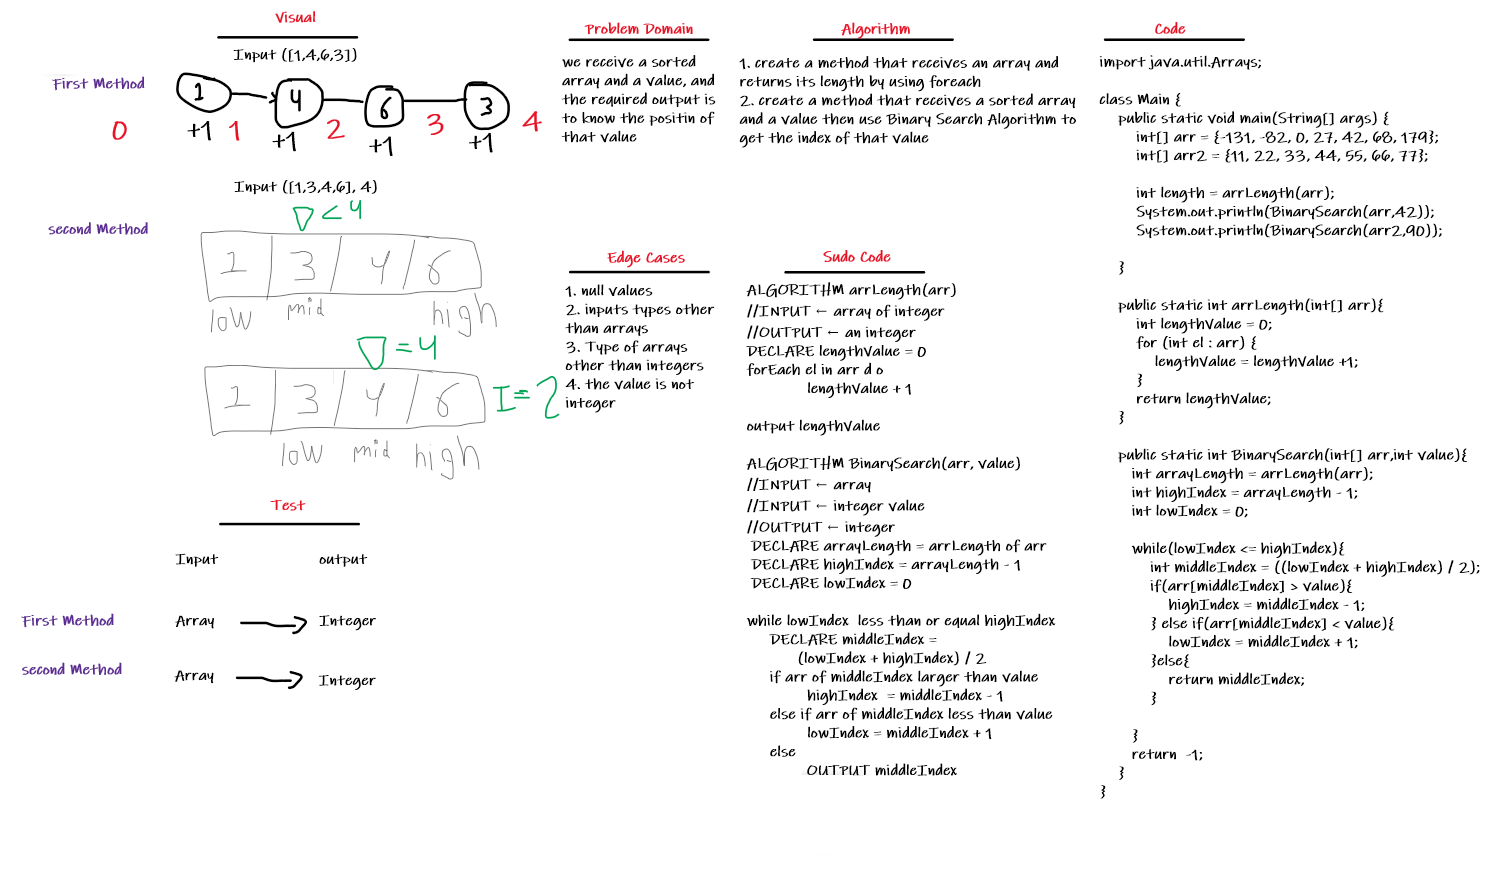 Visual
Input ([1,4,6,3])
First Method
1 4 6 3
0 +1 1 +1 2 +1 3 +1 4
Input ([1,3,4,6], 4)
second Method
< 4
1 3 4 6
low mid high
= 4
1 3 4 6 I = 2
low mid high
Test
Input output
First Method Array Integer
second Method Array Integer
Problem Domain
we receive a sorted
array and a value, and
the required output is
to know the positin of
that value
Edge Cases
1. null values
2. inputs types other
than arrays
3. Type of arrays
other than integers
4. the value is not
integer
Algorithm
1. create a method that receives an array and
returns its length by using foreach
2. create a method that receives a sorted array
and a value then use Binary Search Algorithm to
get the index of that value
Sudo Code
ALGORITHM arrLength(arr)
//INPUT ← array of integer
//OUTPUT ← an integer
DECLARE lengthValue = 0
forEach el in arr d o
lengthValue + 1
output lengthValue
ALGORITHM BinarySearch(arr, value)
//INPUT ← array
//INPUT ← integer value
//OUTPUT ← integer
DECLARE arrayLength = arrLength of arr
DECLARE highIndex = arrayLength - 1
DECLARE lowIndex = 0
while lowIndex less than or equal highIndex
DECLARE middleIndex =
(lowIndex + highIndex) / 2
if arr of middleIndex larger than value
highIndex = middleIndex - 1
else if arr of middleIndex less than value
lowIndex = middleIndex + 1
else
OUTPUT middleIndex
Code
import java.util.Arrays;
class Main {
public static void main(String[] args) {
int[] arr = {-131, -82, 0, 27, 42, 68, 179};
int[] arr2 = {11, 22, 33, 44, 55, 66, 77};
int length = arrLength(arr);
System.out.println(BinarySearch(arr,42));
System.out.println(BinarySearch(arr2,90));
}
public static int arrLength(int[] arr){
int lengthValue = 0;
for (int el : arr) {
lengthValue = lengthValue +1;
}
return lengthValue;
}
public static int BinarySearch(int[] arr,int value){
int arrayLength = arrLength(arr);
int highIndex = arrayLength - 1;
int lowIndex = 0;
while(lowIndex <= highIndex){
int middleIndex = ((lowIndex + highIndex) / 2);
if(arr[middleIndex] > value){
highIndex = middleIndex - 1;
} else if(arr[middleIndex] < value){
lowIndex = middleIndex + 1;
}else{
return middleIndex;
}
}
return -1;
}
}